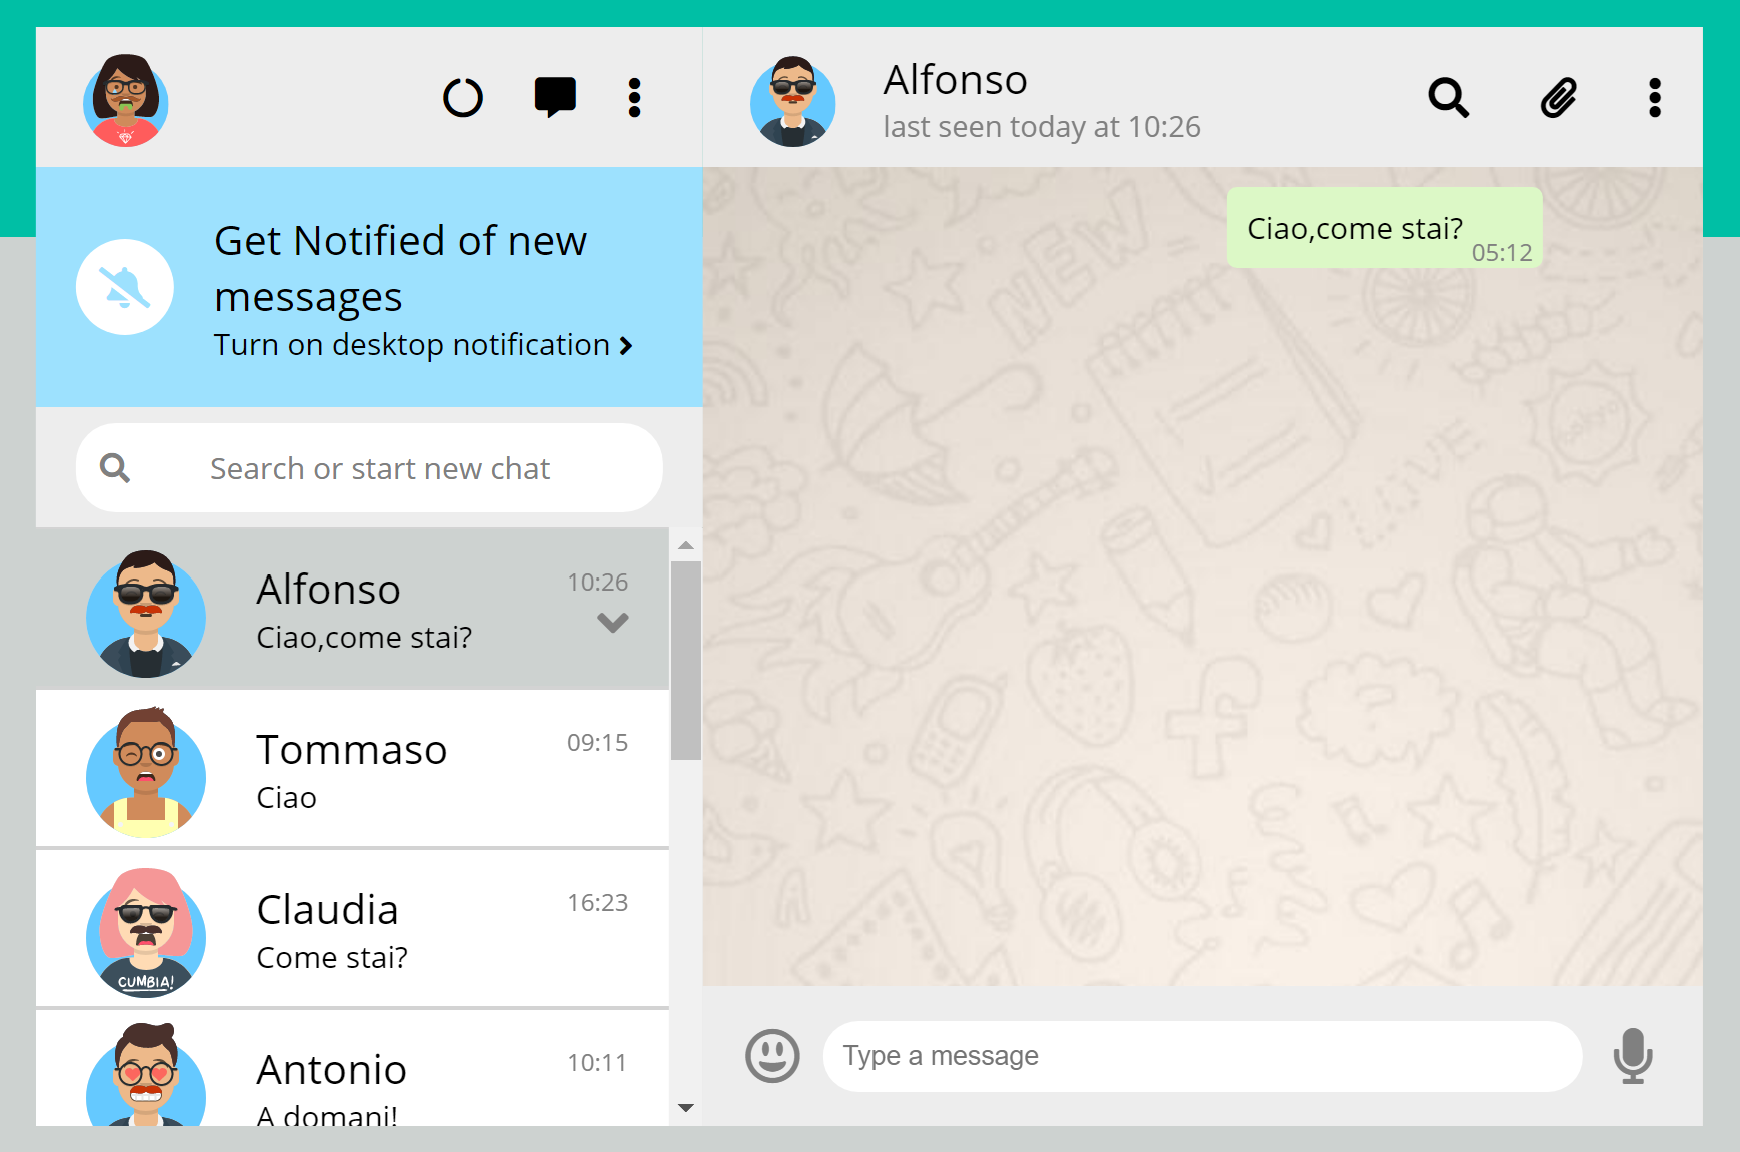 Alfonso
last seen today at 10:26
Get Notified of new
messages
Turn on desktop notification
Search or start new chat
Alfonso
10:26
Ciao,come stai?
Tommaso
09:15
Ciao
Claudia
16:23
Come stai?
CUMBIA!
Antonio
10:11
A domani!
Ciao,come stai?
05:12
NEW
LOVE
Type a message